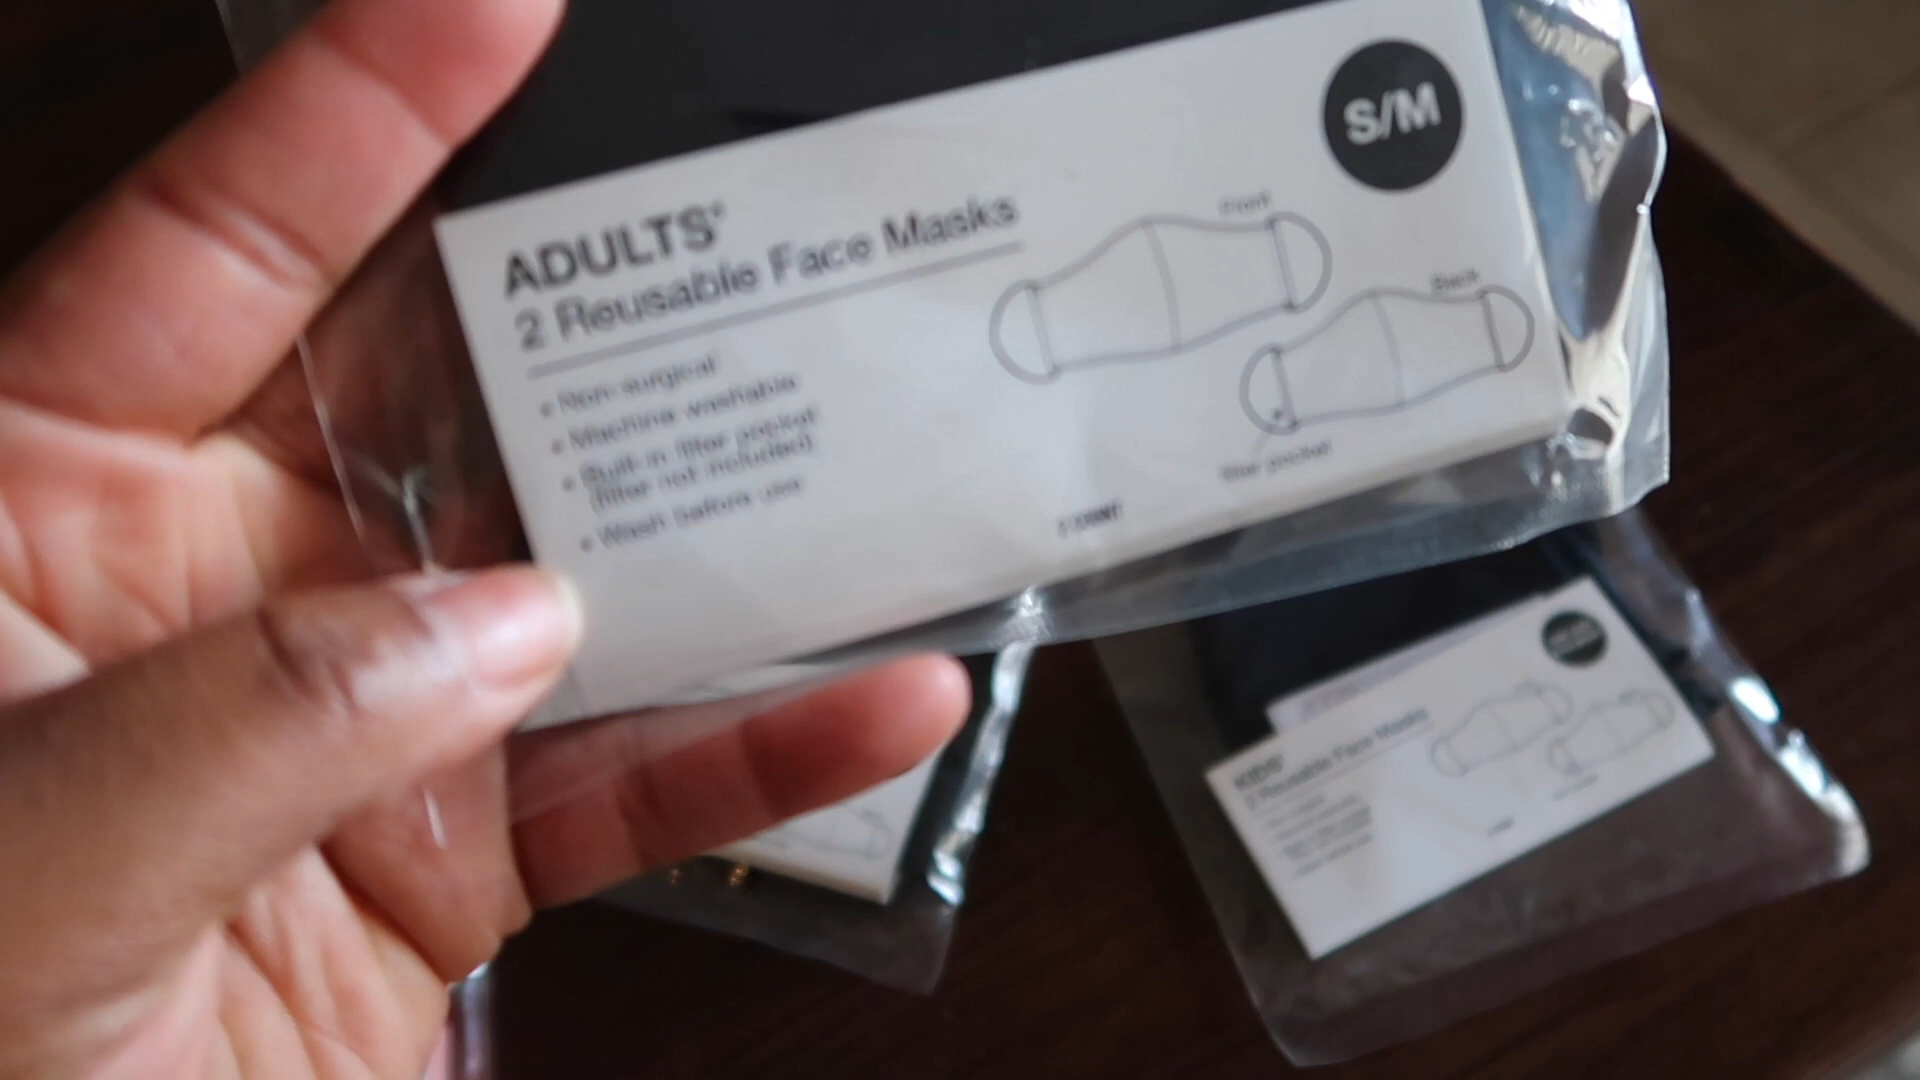 S/M
ADULTS'
2 Reusable Face Masks
• Non-surgical
• Machine washable
• Built-in filter pocket
(filter not included)
• Wash before use
Front
Back
filter pocket
KIDS'
2 Reusable Face Masks